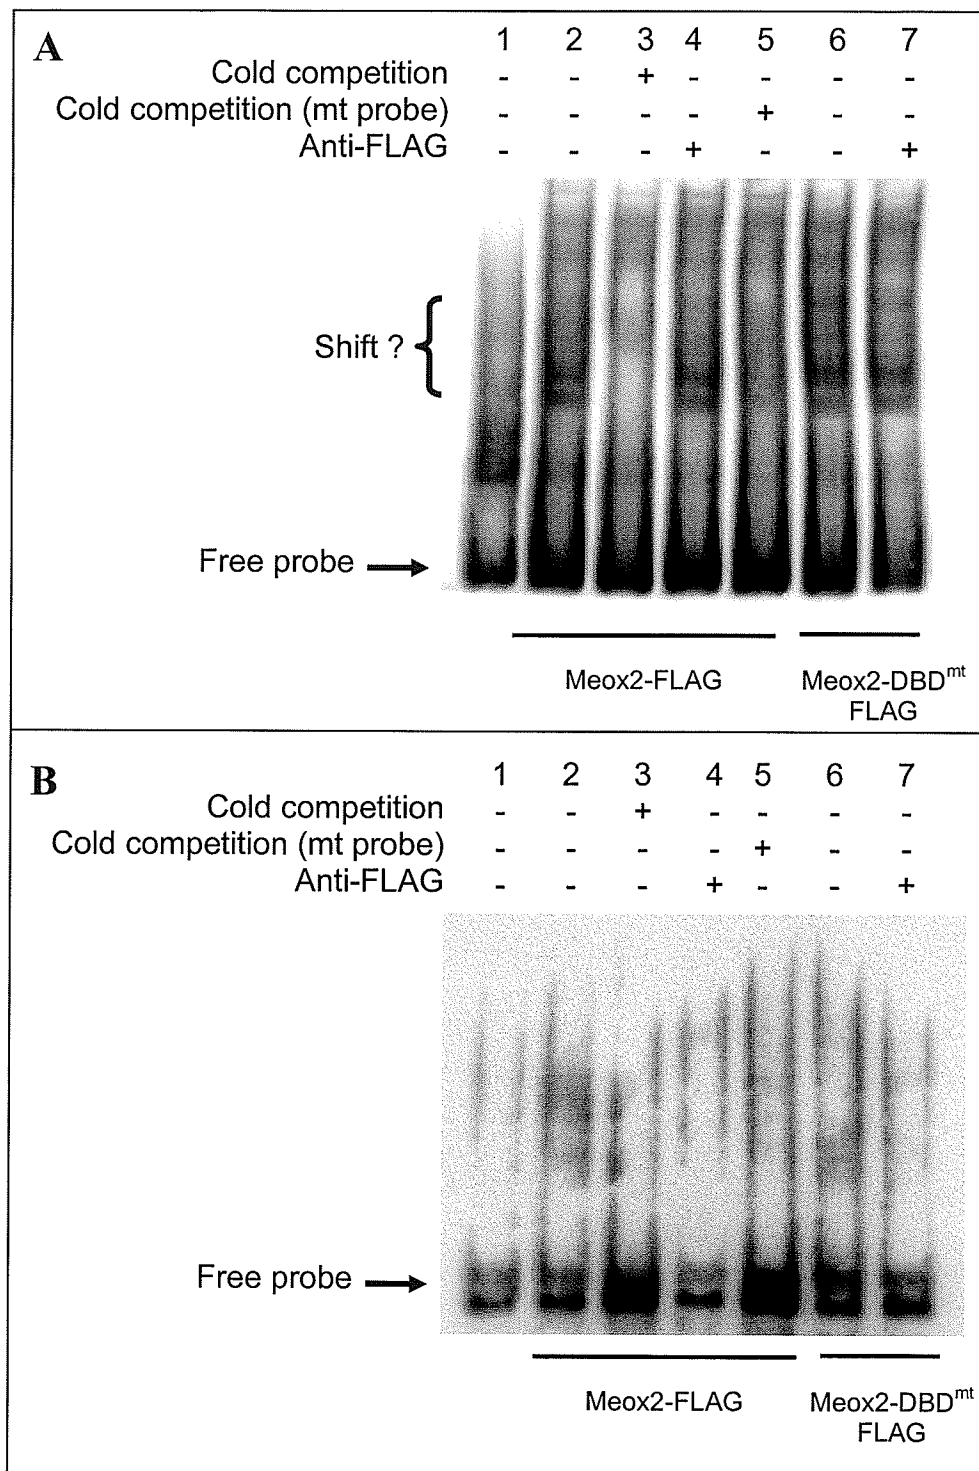 A
1 2 3 4 5 6 7
Cold competition - - + - - - -
Cold competition (mt probe) - - - - + - -
Anti-FLAG - - - + - - +
Shift ?
Free probe
Meox2-FLAG
Meox2-DBDmt
FLAG
B
1 2 3 4 5 6 7
Cold competition - - + - - - -
Cold competition (mt probe) - - - - + - -
Anti-FLAG - - - + - - +
Free probe
Meox2-FLAG
Meox2-DBDmt
FLAG